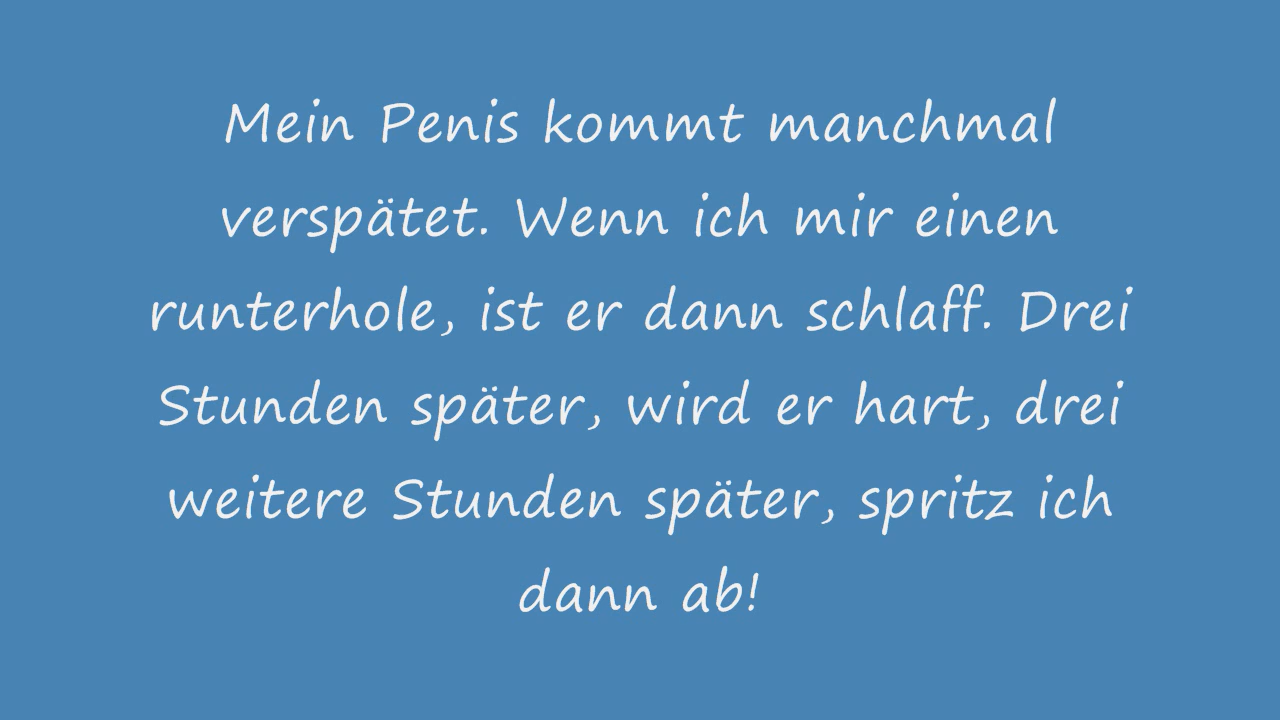 Mein Penis kommt manchmal
verspätet. Wenn ich mir einen
runterhole, ist er dann schlaff. Drei
Stunden später, wird er hart, drei
weitere Stunden später, spritz ich
dann ab!